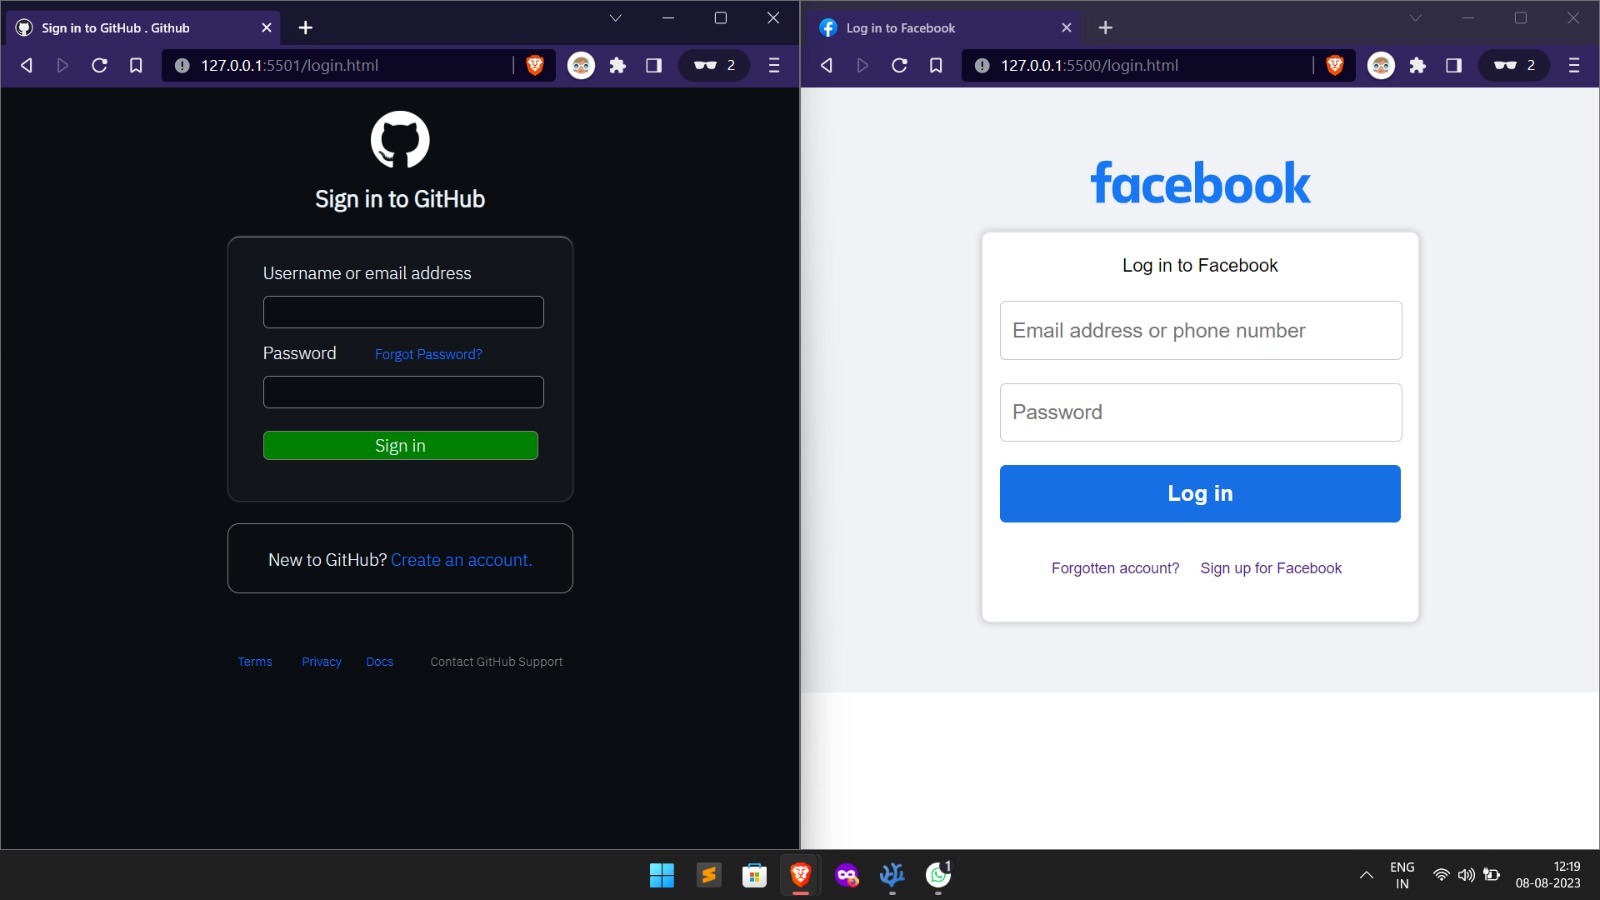 Sign in to GitHub . Github
127.0.0.1:5501/login.html
2
Sign in to GitHub
Username or email address
Password Forgot Password?
Sign in
New to GitHub? Create an account.
Terms Privacy Docs Contact GitHub Support
Log in to Facebook
127.0.0.1:5500/login.html
2
facebook
Log in to Facebook
Email address or phone number
Password
Log in
Forgotten account? Sign up for Facebook
1
ENG
IN
12:19
08-08-2023